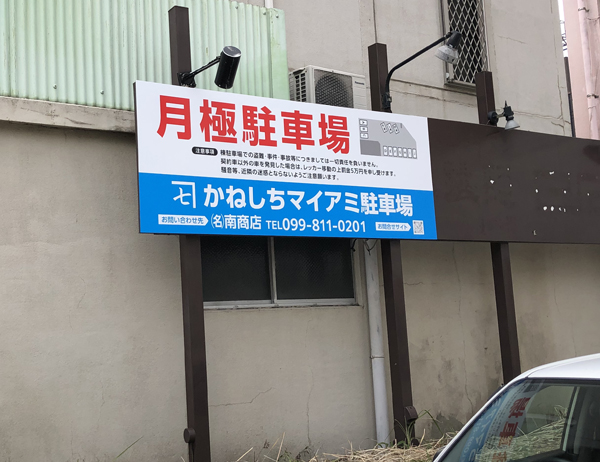 月極駐車場
注意事項
棟駐車場での盗難・事件・事故等につきましては一切責任を負いません。
契約車以外の車を発見した場合は、レッカー移動の上罰金5万円を申し受けます。
騒音等、近隣の迷惑とならないようご注意願います。
かねしちマイアミ駐車場
お問い合わせ先 ㈴南商店 TEL099-811-0201 お問合せサイト